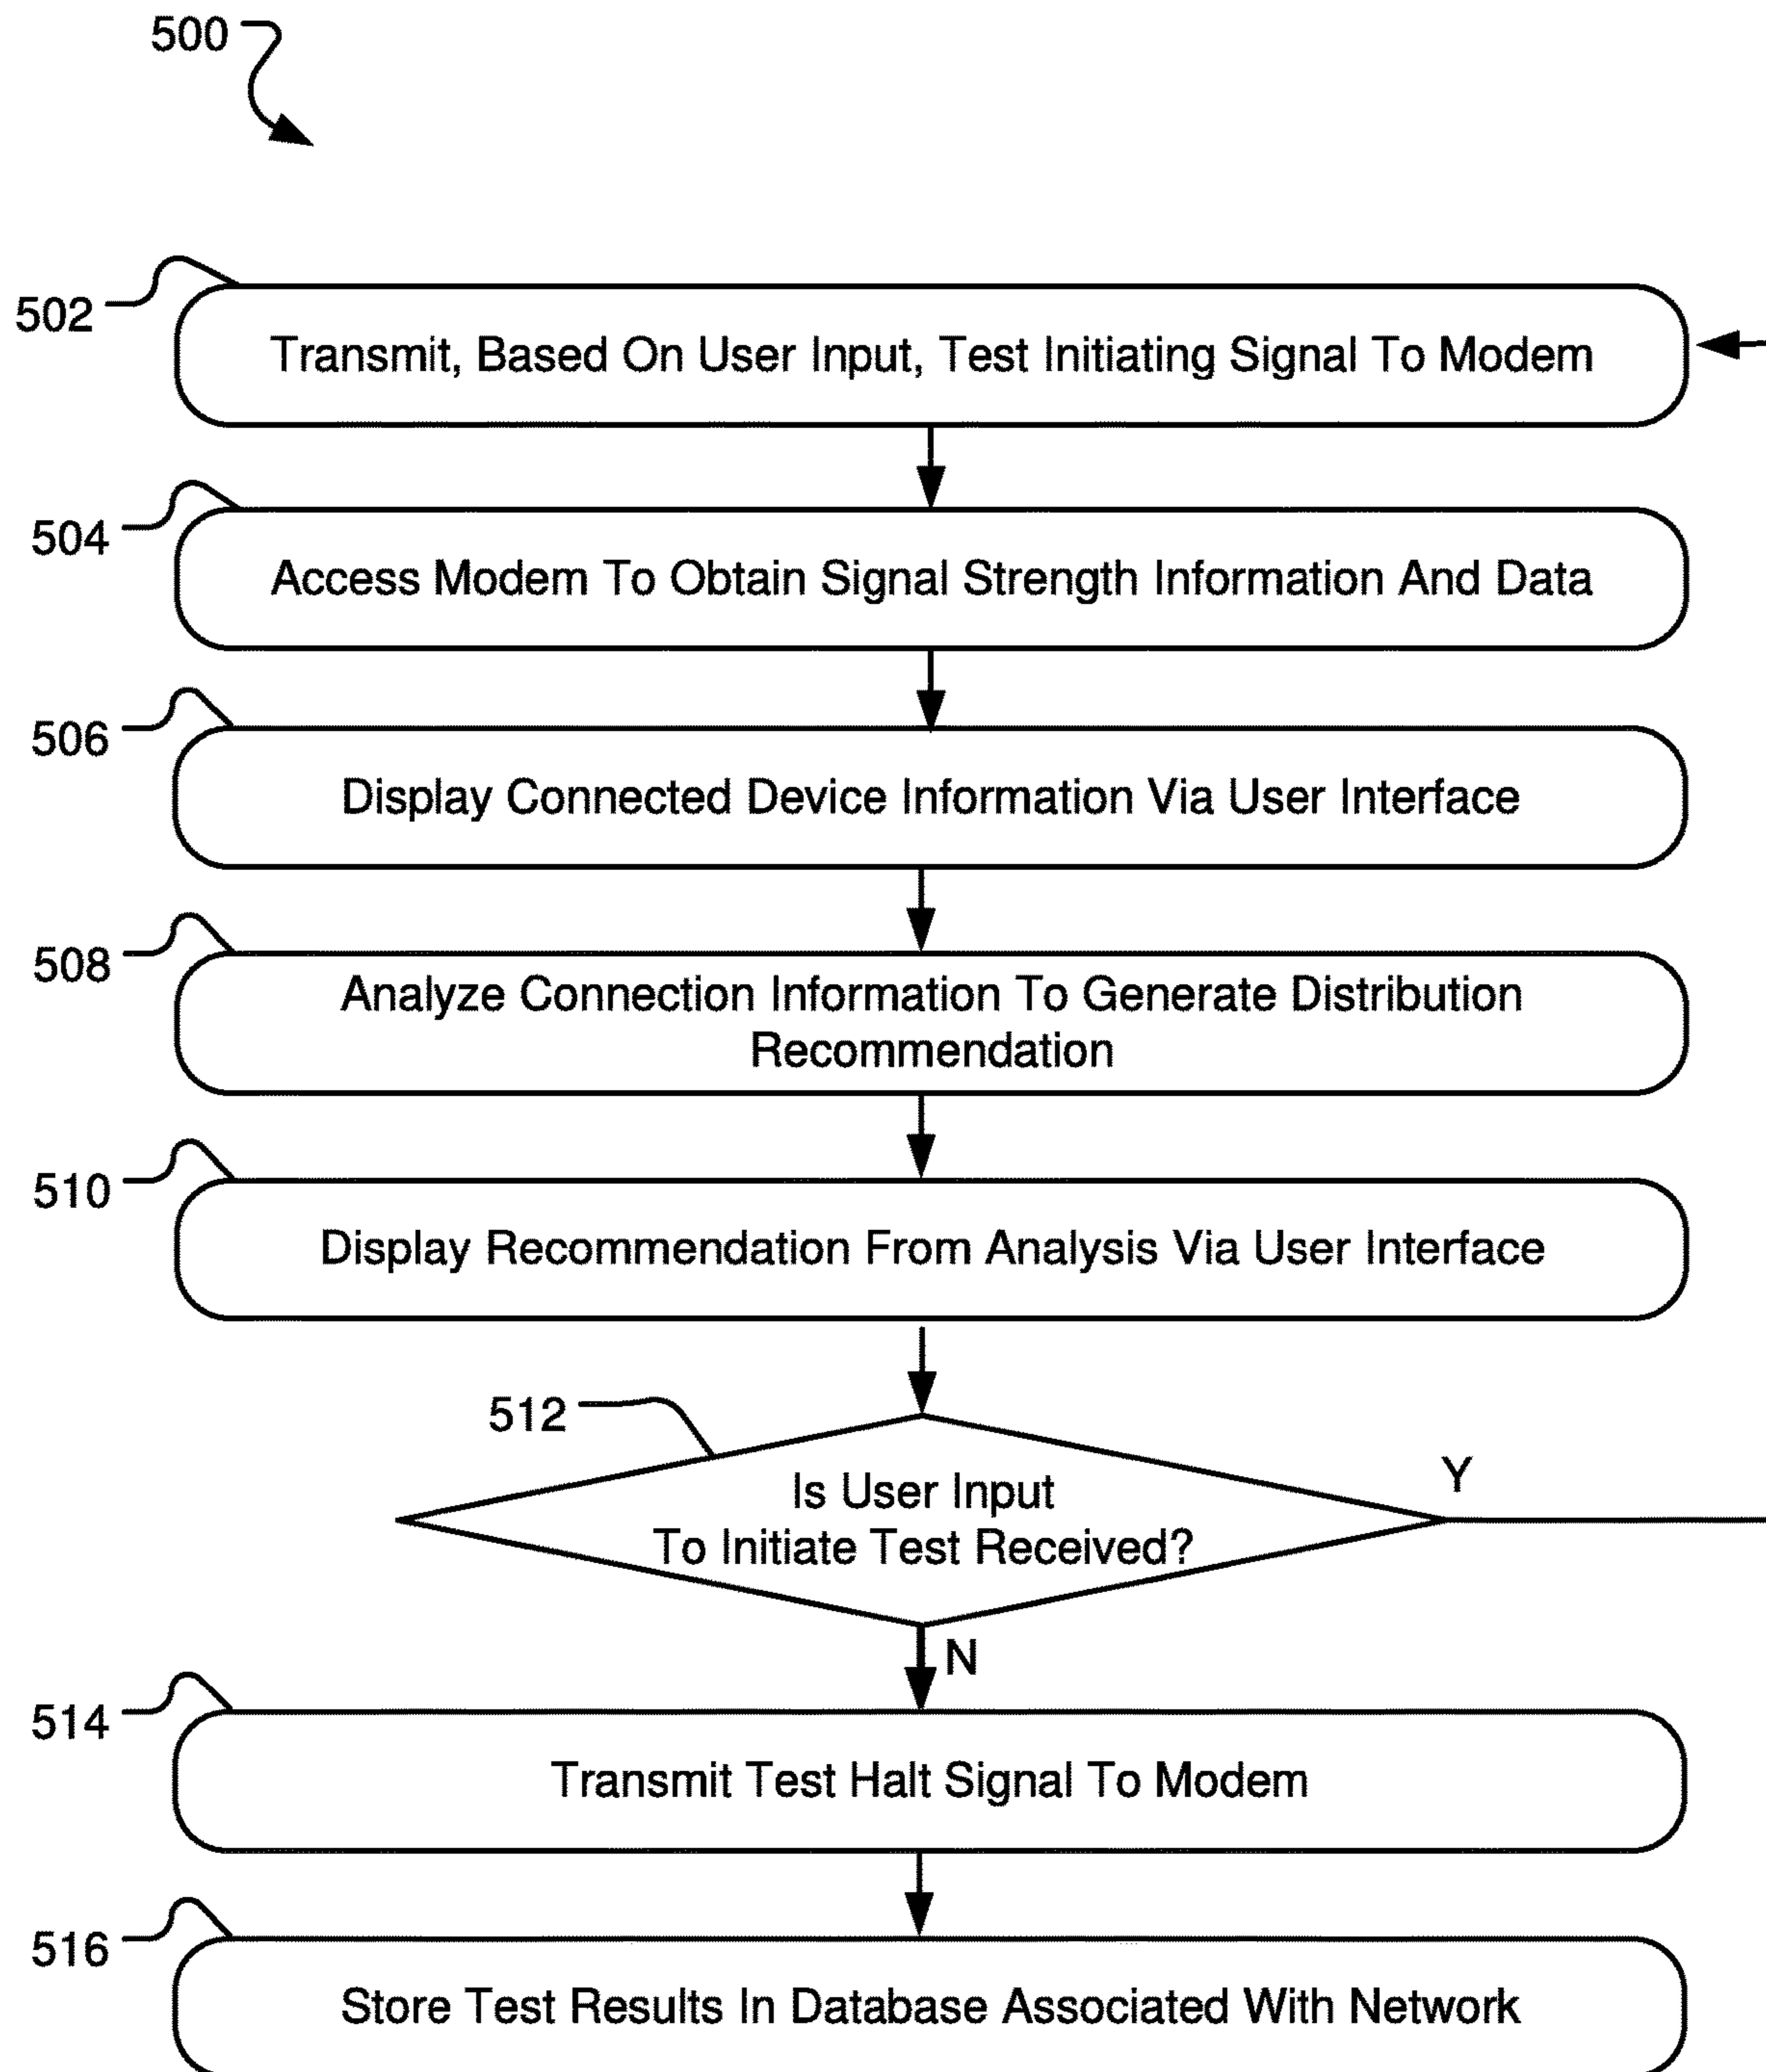 500
502
Transmit, Based On User Input, Test Initiating Signal To Modem
504
Access Modem To Obtain Signal Strength Information And Data
506
Display Connected Device Information Via User Interface
508
Analyze Connection Information To Generate Distribution
Recommendation
510
Display Recommendation From Analysis Via User Interface
512
Is User Input
To Initiate Test Received?
Y
N
514
Transmit Test Halt Signal To Modem
516
Store Test Results In Database Associated With Network